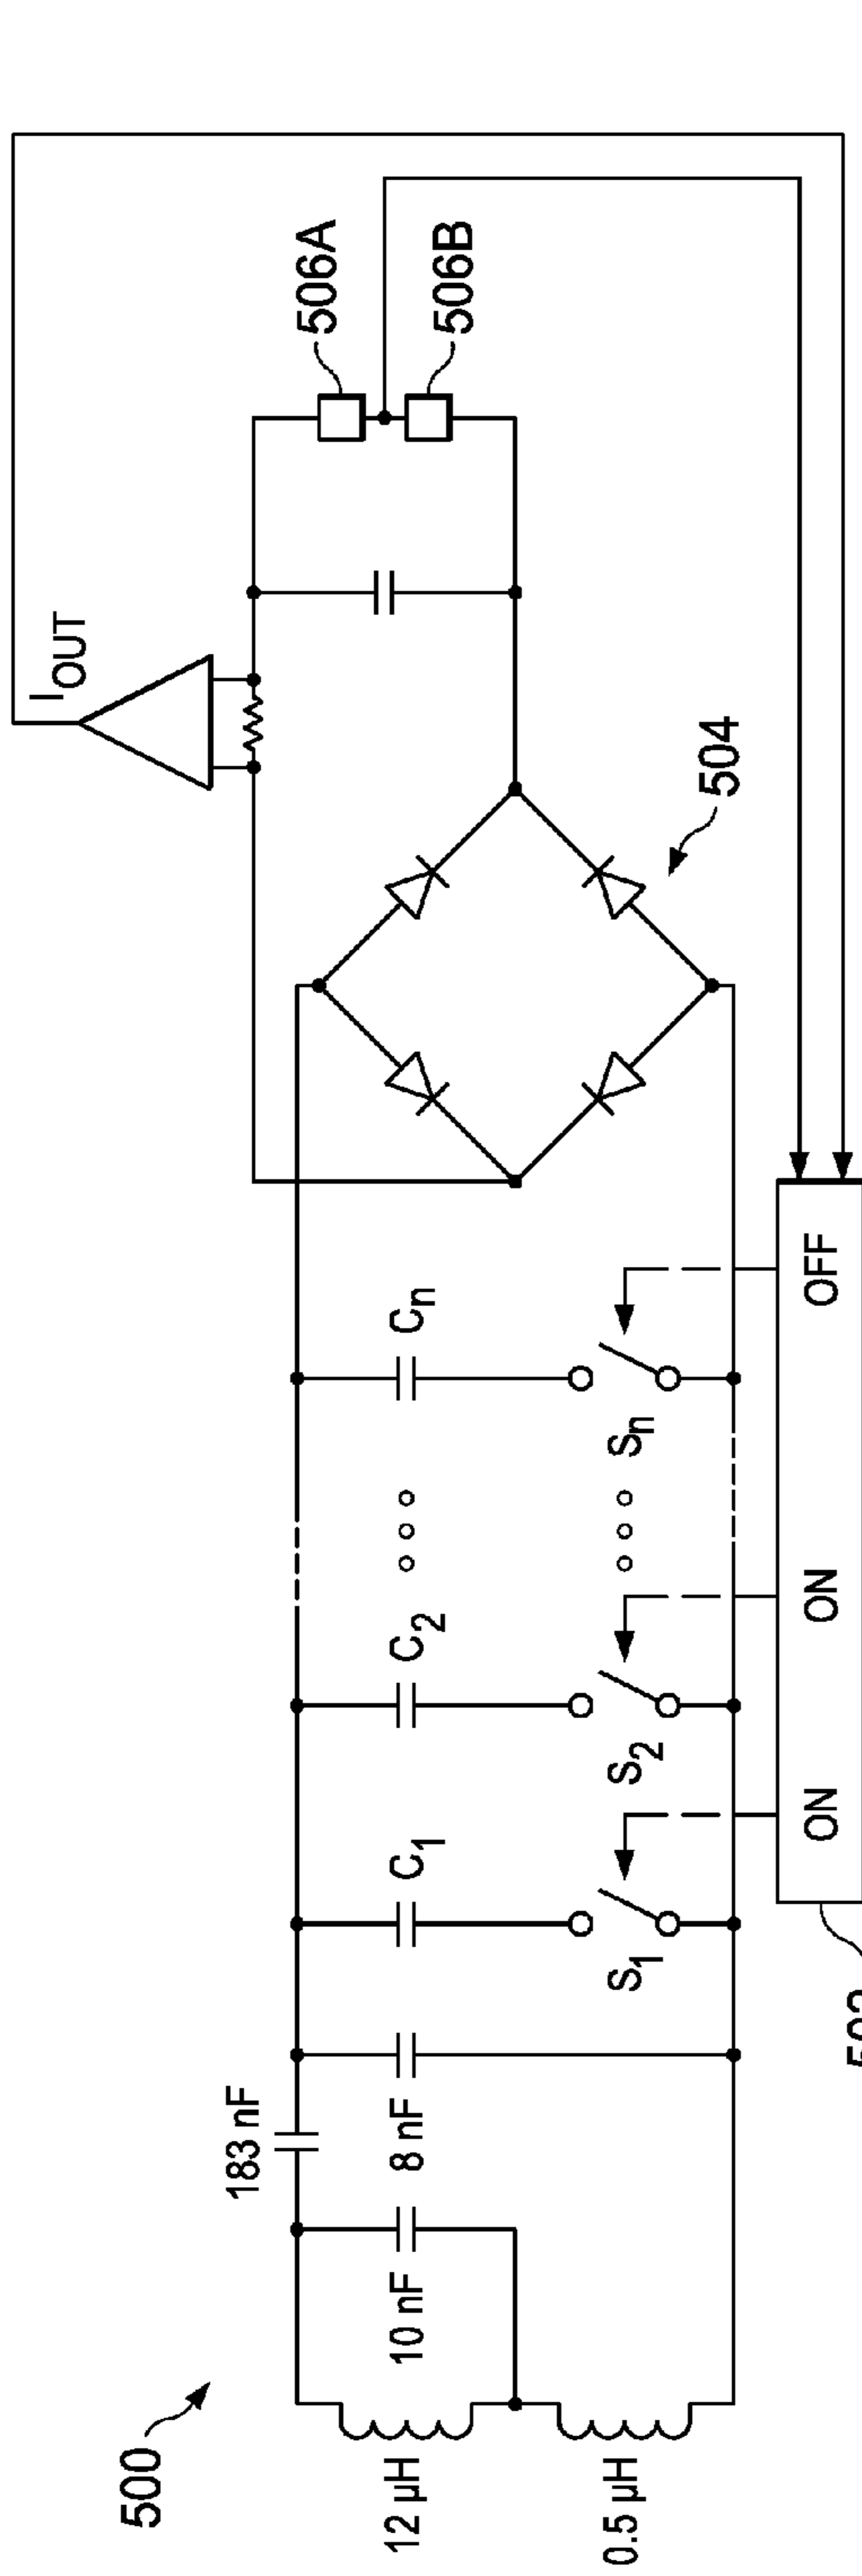 500
183 nF
12 µH
10 nF
8 nF
0.5 µH
C₁
C₂
Cₙ
S₁
S₂
Sₙ
ON
ON
OFF
504
I_OUT
506A
506B